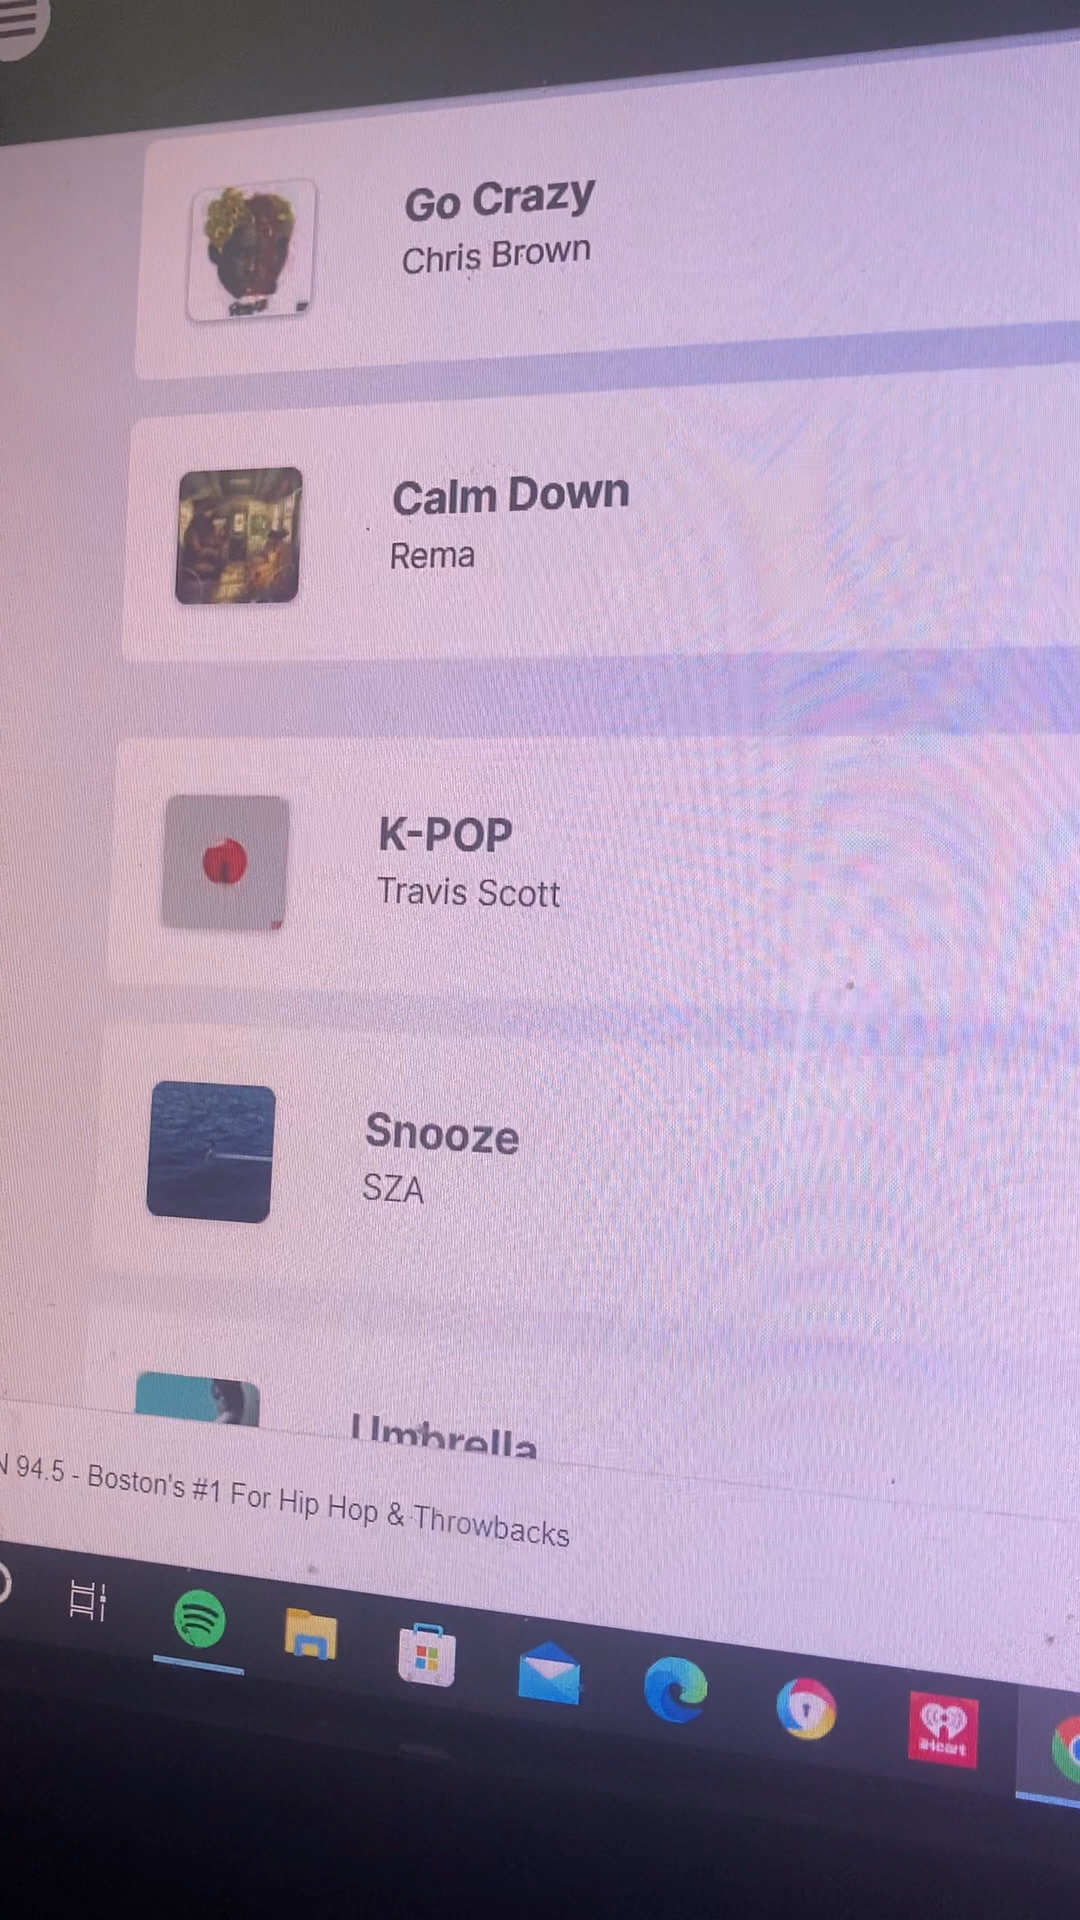 Go Crazy
Chris Brown
Calm Down
Rema
K-POP
Travis Scott
Snooze
SZA
Umbrella
N 94.5 - Boston's #1 For Hip Hop & Throwbacks
iHeart